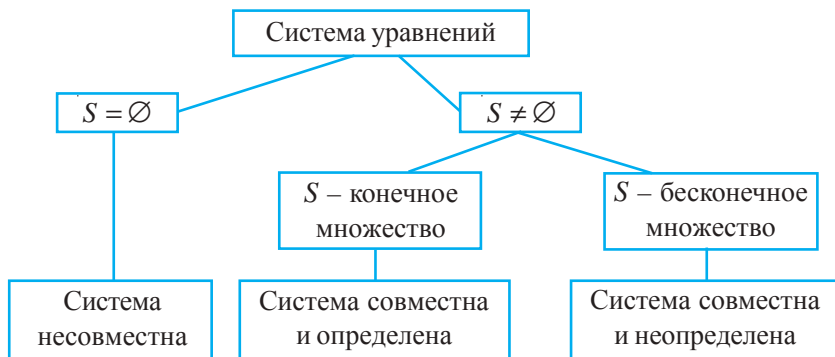 Система уравнений
S = ∅
S ≠ ∅
S – конечное
множество
S – бесконечное
множество
Система
несовместна
Система совместна
и определена
Система совместна
и неопределена